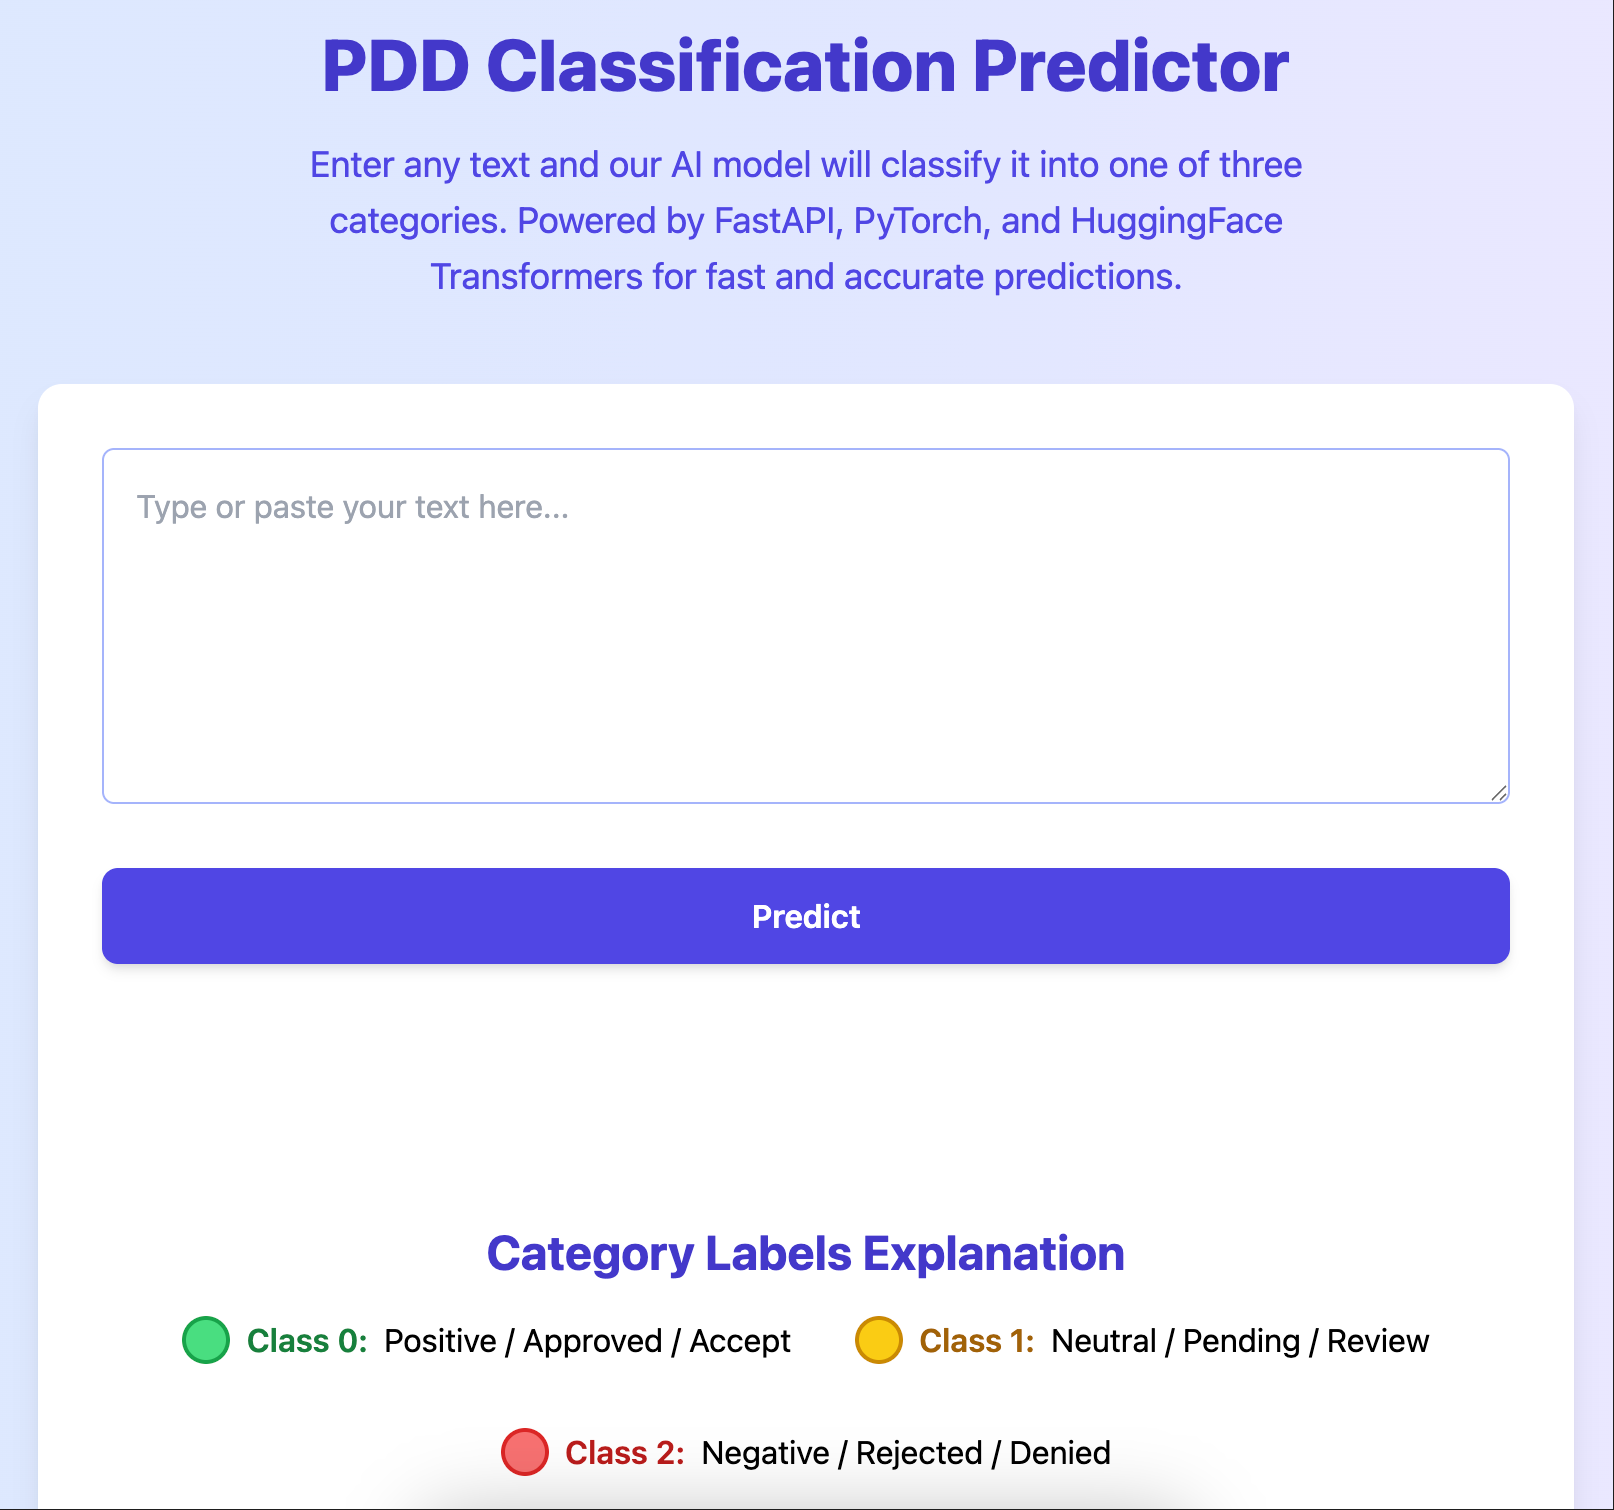 PDD Classification Predictor
Enter any text and our AI model will classify it into one of three
categories. Powered by FastAPI, PyTorch, and HuggingFace
Transformers for fast and accurate predictions.
Type or paste your text here...
Predict
Category Labels Explanation
Class 0: Positive / Approved / Accept
Class 1: Neutral / Pending / Review
Class 2: Negative / Rejected / Denied